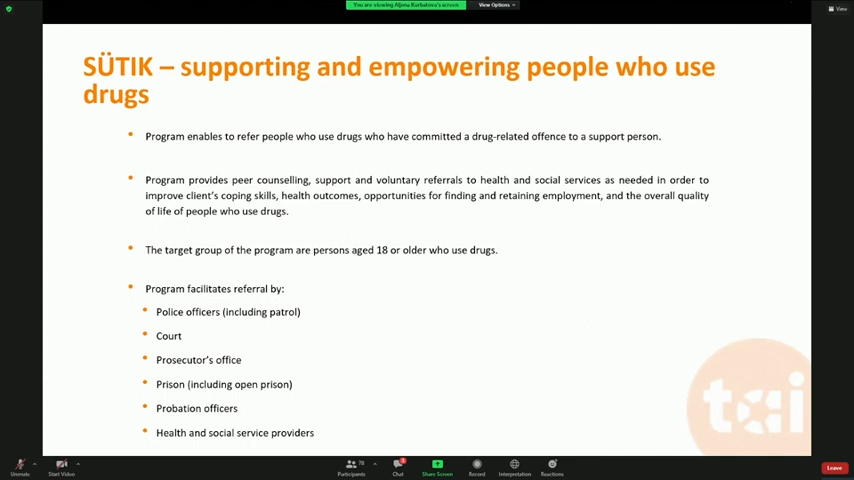 You are viewing Aljona Kurbatova's screen
View Options
View
SÜTIK – supporting and empowering people who use
drugs
Program enables to refer people who use drugs who have committed a drug-related offence to a support person.
Program provides peer counselling, support and voluntary referrals to health and social services as needed in order to
improve client's coping skills, health outcomes, opportunities for finding and retaining employment, and the overall quality
of life of people who use drugs.
The target group of the program are persons aged 18 or older who use drugs.
Program facilitates referral by:
Police officers (including patrol)
Court
Prosecutor's office
Prison (including open prison)
Probation officers
Health and social service providers
tai
Unmute
Start Video
Participants
78
Chat
Share Screen
Record
Interpretation
Reactions
Leave